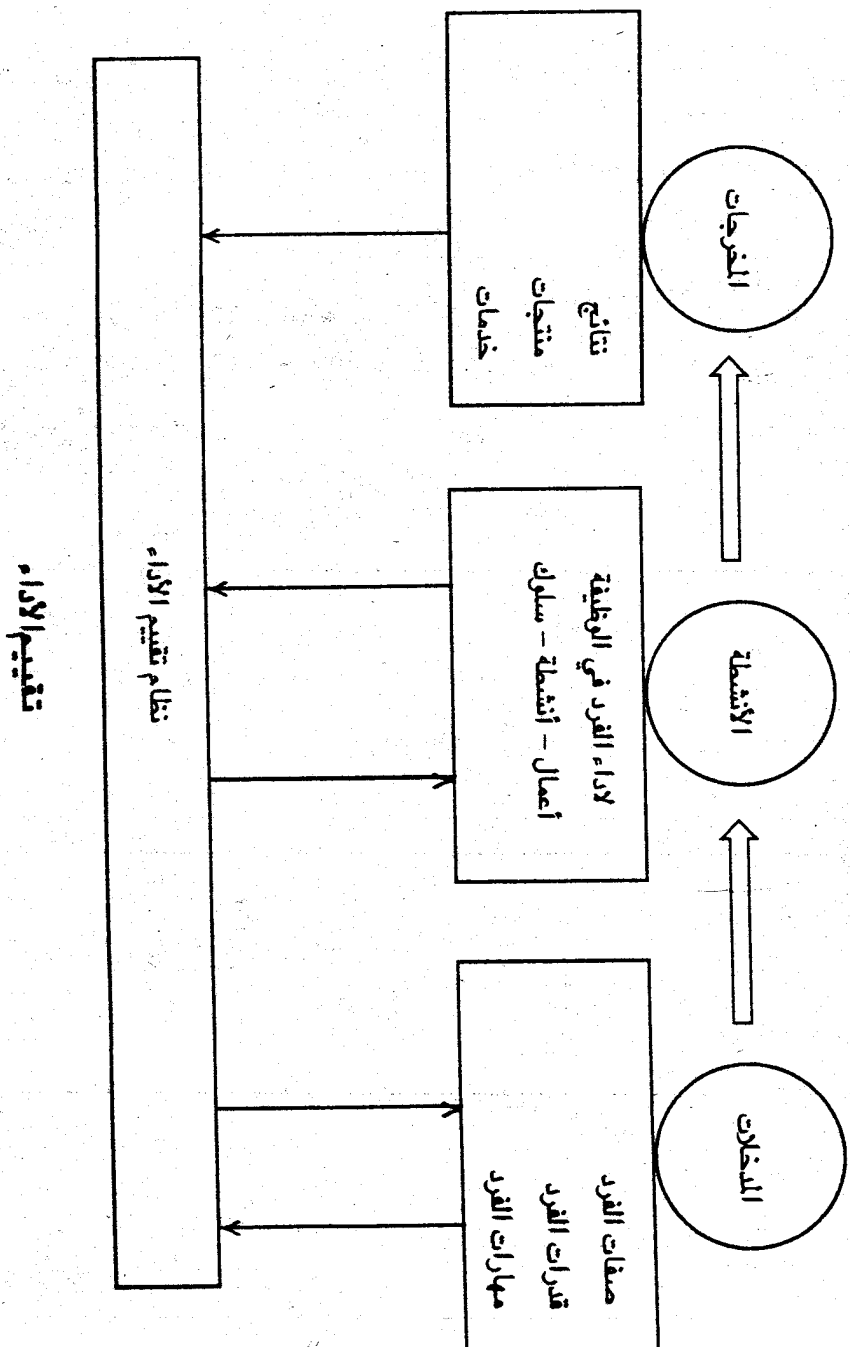 المدخلات
الأنشطة
المخرجات
صفات الفرد
قدرات الفرد
مهارات الفرد
لاداء الفرد في الوظيفة
أعمال - أنشطة - سلوك
نتائج
منتجات
خدمات
نظام تقييم الأداء
تقييم الأداء